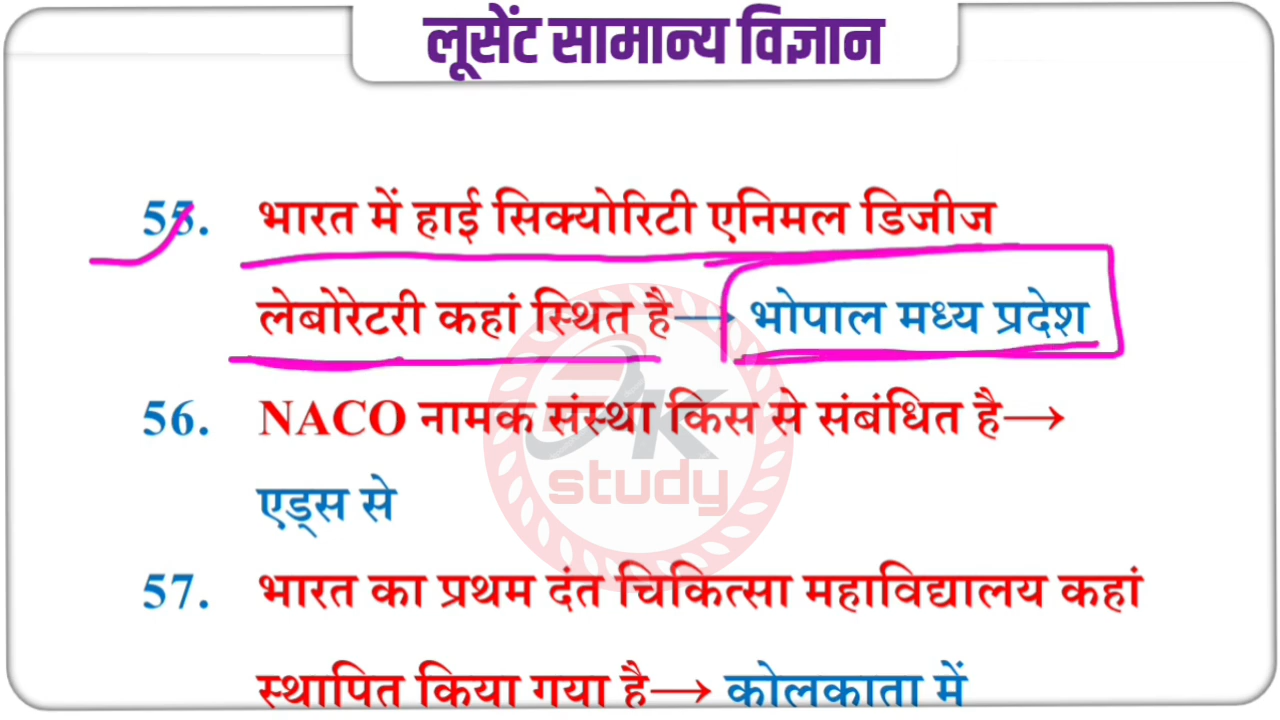 लूसेंट सामान्य विज्ञान
55. भारत में हाई सिक्योरिटी एनिमल डिजीज
लेबोरेटरी कहां स्थित है→ भोपाल मध्य प्रदेश
56. NACO नामक संस्था किस से संबंधित है→
एड्स से
57. भारत का प्रथम दंत चिकित्सा महाविद्यालय कहां
स्थापित किया गया है→ कोलकाता में
study